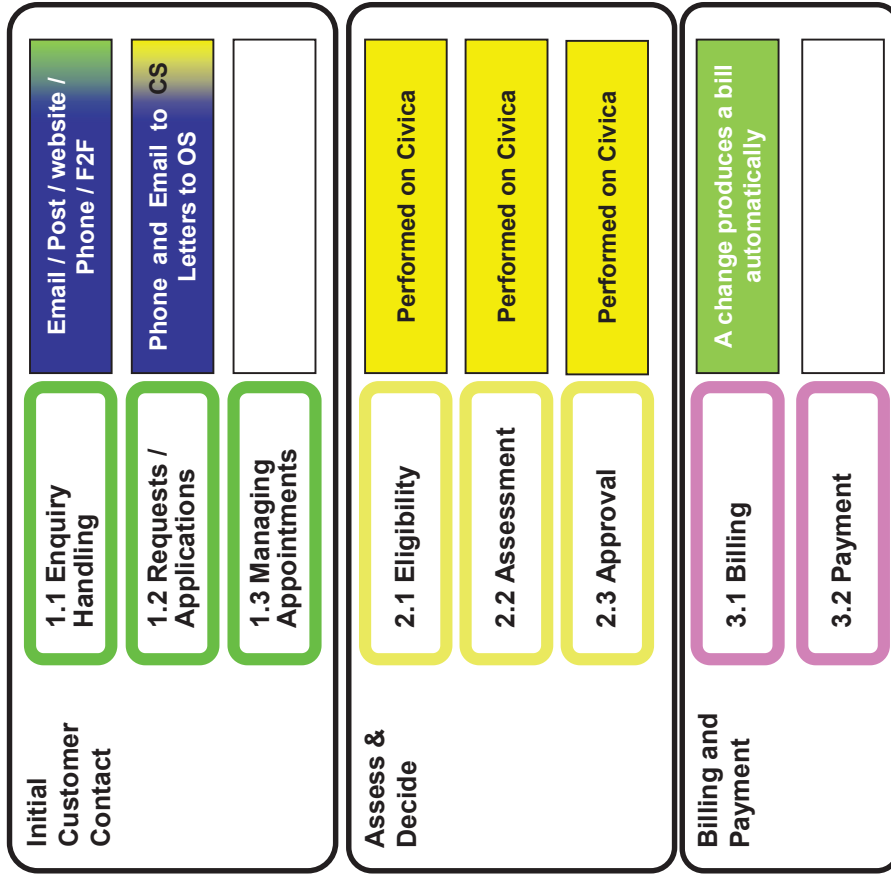 Initial
Customer
Contact
1.1 Enquiry
Handling
Email / Post / website /
Phone / F2F
1.2 Requests /
Applications
Phone and Email to CS
Letters to OS
1.3 Managing
Appointments
Assess &
Decide
2.1 Eligibility
Performed on Civica
2.2 Assessment
Performed on Civica
2.3 Approval
Performed on Civica
Billing and
Payment
3.1 Billing
A change produces a bill
automatically
3.2 Payment